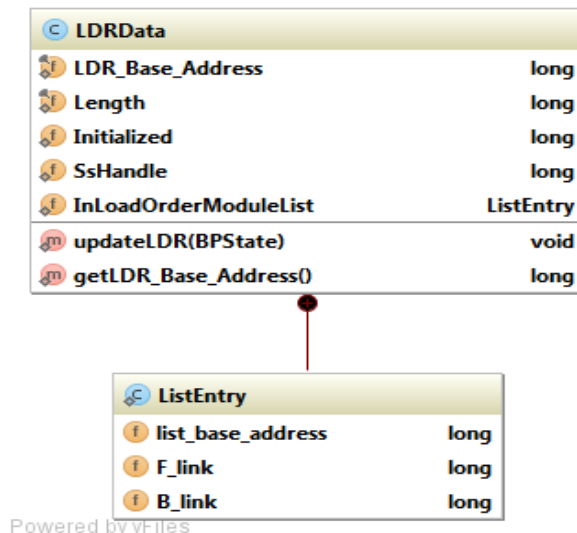 LDRData
LDR_Base_Address long
Length long
Initialized long
SsHandle long
InLoadOrderModuleList ListEntry
updateLDR(BPState) void
getLDR_Base_Address() long
ListEntry
list_base_address long
F_link long
B_link long
Powered by yFiles